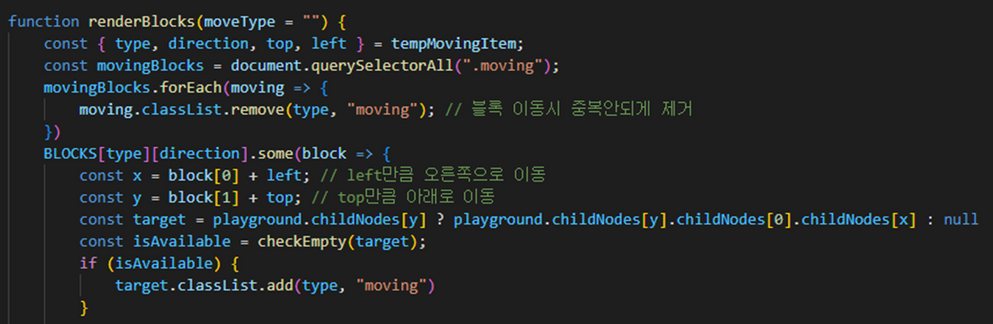 function renderBlocks(moveType = "") {
const { type, direction, top, left } = tempMovingItem;
const movingBlocks = document.querySelectorAll(".moving");
movingBlocks.forEach(moving => {
moving.classList.remove(type, "moving"); // 블록 이동시 중복안되게 제거
})
BLOCKS[type][direction].some(block => {
const x = block[0] + left; // left만큼 오른쪽으로 이동
const y = block[1] + top; // top만큼 아래로 이동
const target = playground.childNodes[y] ? playground.childNodes[y].childNodes[0].childNodes[x] : null
const isAvailable = checkEmpty(target);
if (isAvailable) {
target.classList.add(type, "moving")
}